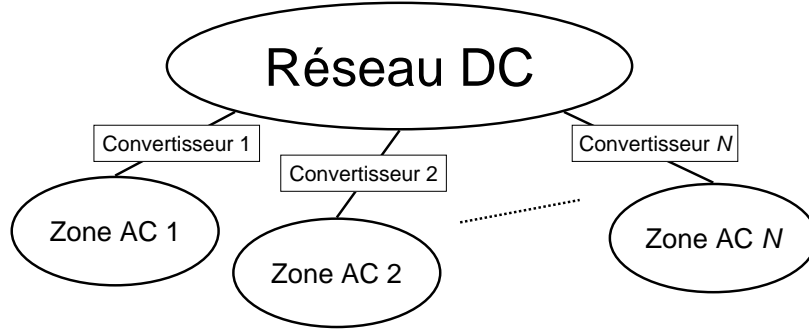 Réseau DC
Convertisseur 1
Convertisseur N
Convertisseur 2
Zone AC 1
Zone AC N
Zone AC 2